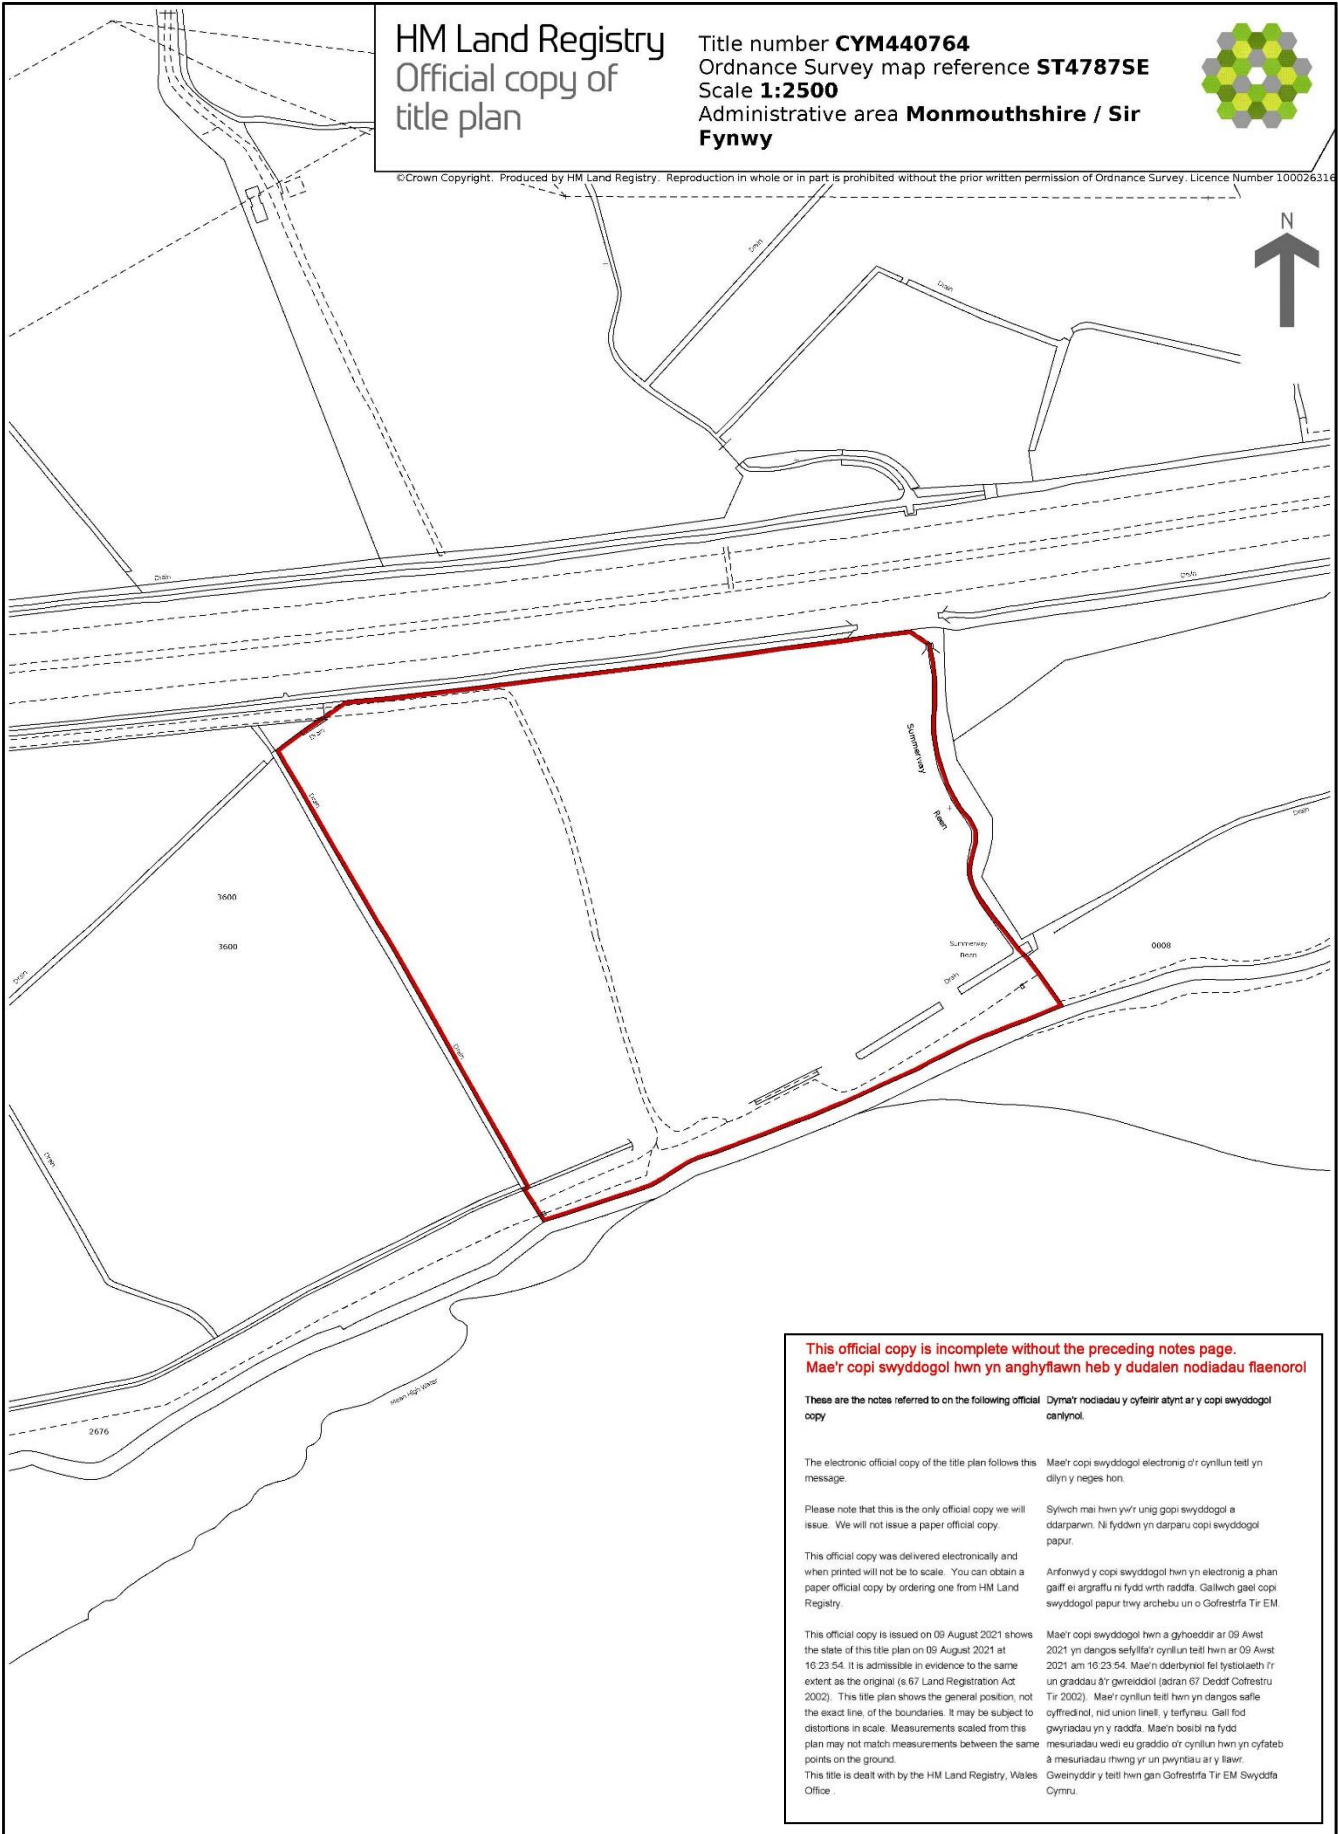 HM Land Registry
Official copy of
title plan
Title number CYM440764
Ordnance Survey map reference ST4787SE
Scale 1:2500
Administrative area Monmouthshire / Sir
Fynwy
©Crown Copyright. Produced by HM Land Registry. Reproduction in whole or in part is prohibited without the prior written permission of Ordnance Survey. Licence Number 100026316
N
Drain
Drain
Drain
Drain
Drain
Drain
Summerway
Reen
Drain
3600
3600
Summerway
Reen
0008
Drain
Drain
Drain
Drain
Mean High Water
2676
This official copy is incomplete without the preceding notes page.
Mae'r copi swyddogol hwn yn anghyflawn heb y dudalen nodiadau flaenorol
These are the notes referred to on the following official
copy
The electronic official copy of the title plan follows this
message.
Please note that this is the only official copy we will
issue. We will not issue a paper official copy.
This official copy was delivered electronically and
when printed will not be to scale. You can obtain a
paper official copy by ordering one from HM Land
Registry.
This official copy is issued on 09 August 2021 shows
the state of this title plan on 09 August 2021 at
16:23:54. It is admissible in evidence to the same
extent as the original (s.67 Land Registration Act
2002). This title plan shows the general position, not
the exact line, of the boundaries. It may be subject to
distortions in scale. Measurements scaled from this
plan may not match measurements between the same
points on the ground.
This title is dealt with by the HM Land Registry, Wales
Office .
Dyma'r nodiadau y cyfeirir atynt ar y copi swyddogol
canlynol.
Mae'r copi swyddogol electronig o'r cynllun teitl yn
dilyn y neges hon.
Sylwch mai hwn yw'r unig gopi swyddogol a
ddarparwn. Ni fyddwn yn darparu copi swyddogol
papur.
Anfonwyd y copi swyddogol hwn yn electronig a phan
gaiff ei argraffu ni fydd wrth raddfa. Gallwch gael copi
swyddogol papur trwy archebu un o Gofrestrfa Tir EM.
Mae'r copi swyddogol hwn a gyhoeddir ar 09 Awst
2021 yn dangos sefyllfa'r cynllun teitl hwn ar 09 Awst
2021 am 16:23:54. Mae'n dderbyniol fel tystiolaeth i'r
un graddau â'r gwreiddiol (adran 67 Deddf Cofrestru
Tir 2002). Mae'r cynllun teitl hwn yn dangos safle
cyffredinol, nid union linell, y terfynau. Gall fod
gwyriadau yn y raddfa. Mae'n bosibl na fydd
mesuriadau wedi eu graddio o'r cynllun hwn yn cyfateb
â mesuriadau rhwng yr un pwyntiau ar y llawr.
Gweinyddir y teitl hwn gan Gofrestrfa Tir EM Swyddfa
Cymru.